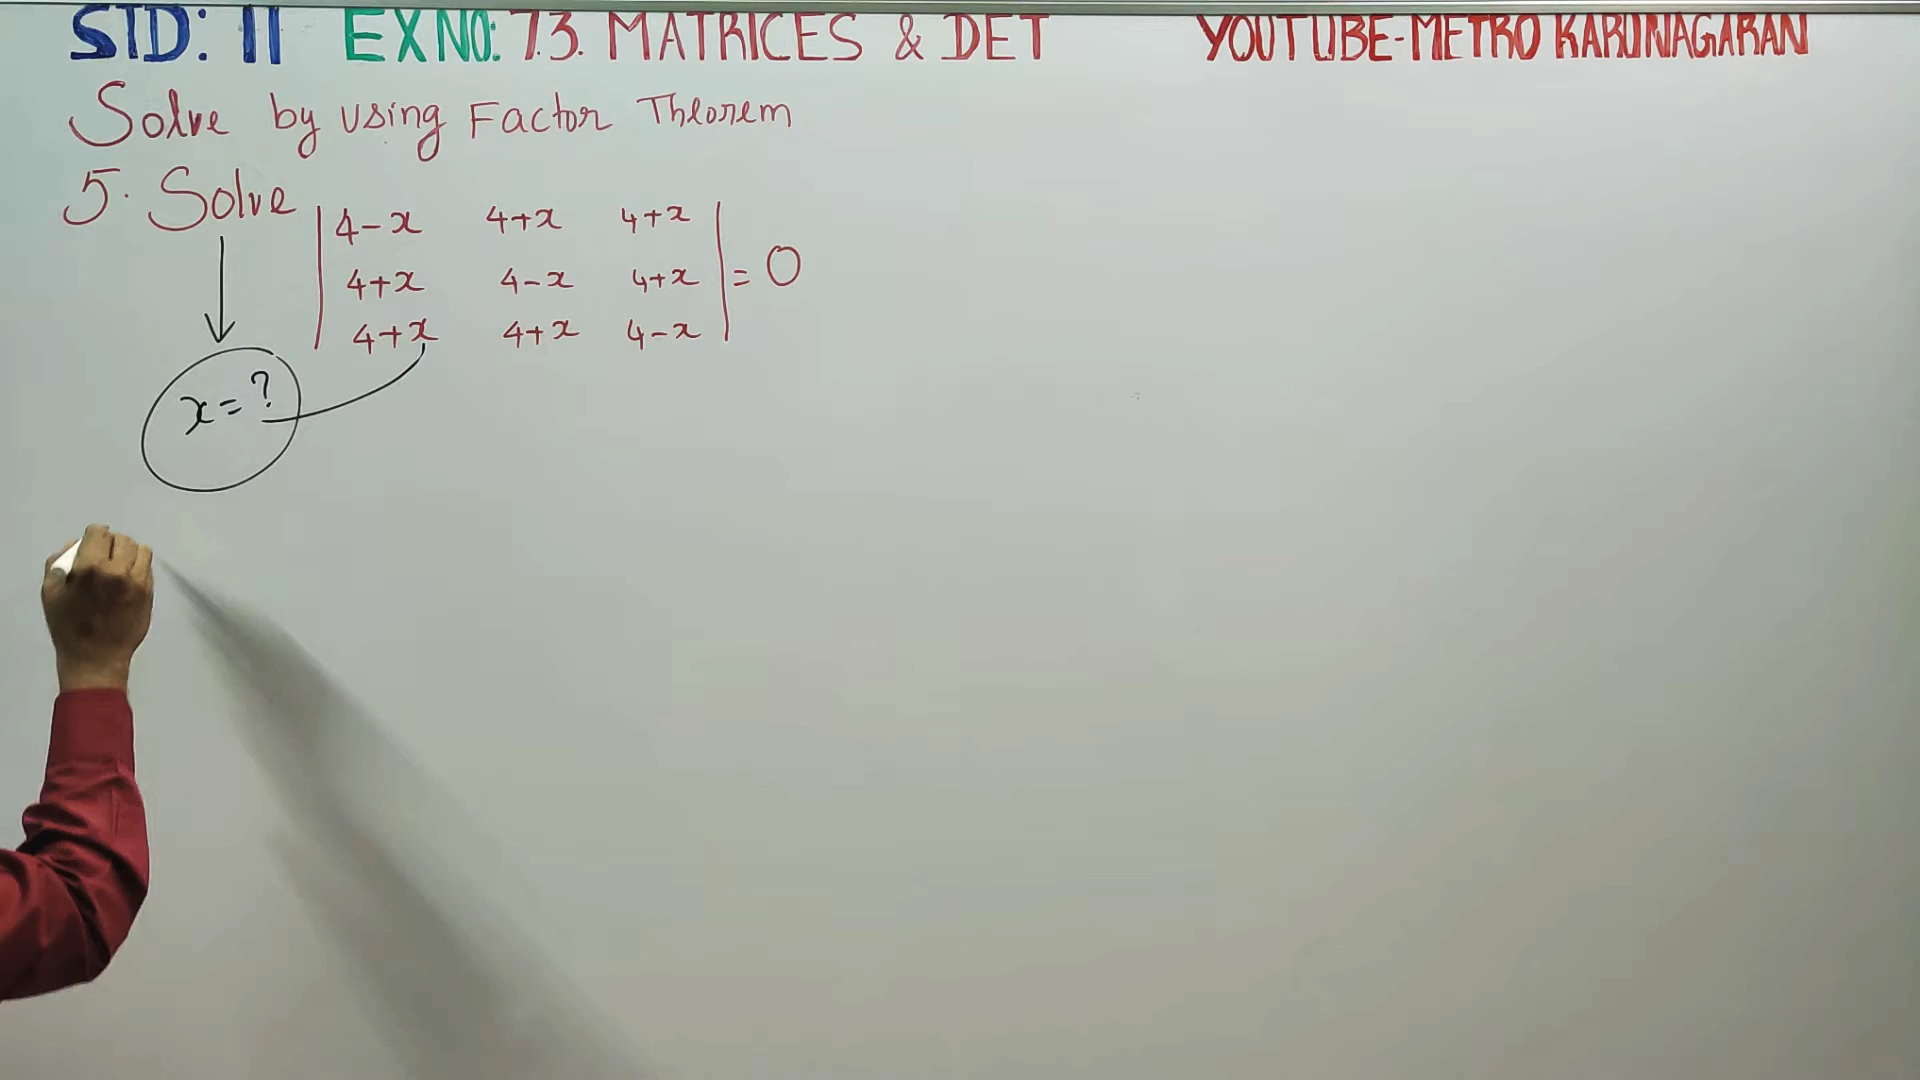 STD: 11 EX NO: 7.3. MATRICES & DET YOUTUBE-METRO KARUNAGARAN
Solve by using Factor Theorem
5. Solve
4-x 4+x 4+x
4+x 4-x 4+x = 0
4+x 4+x 4-x
x=?